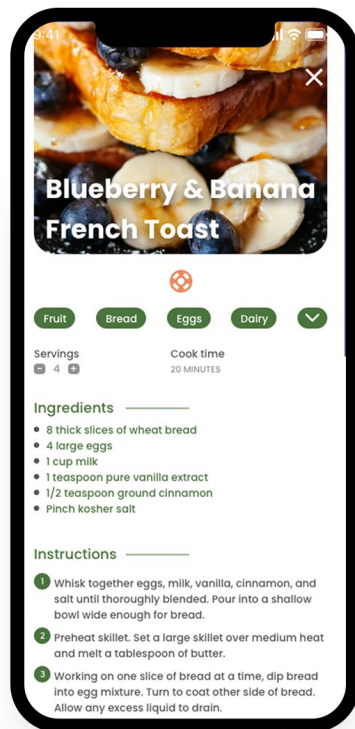 9:41
Blueberry & Banana
French Toast
Fruit
Bread
Eggs
Dairy
Servings
Cook time
4
20 MINUTES
Ingredients
8 thick slices of wheat bread
4 large eggs
1 cup milk
1 teaspoon pure vanilla extract
1/2 teaspoon ground cinnamon
Pinch kosher salt
Instructions
1 Whisk together eggs, milk, vanilla, cinnamon, and
salt until thoroughly blended. Pour into a shallow
bowl wide enough for bread.
2 Preheat skillet. Set a large skillet over medium heat
and melt a tablespoon of butter.
3 Working on one slice of bread at a time, dip bread
into egg mixture. Turn to coat other side of bread.
Allow any excess liquid to drain.